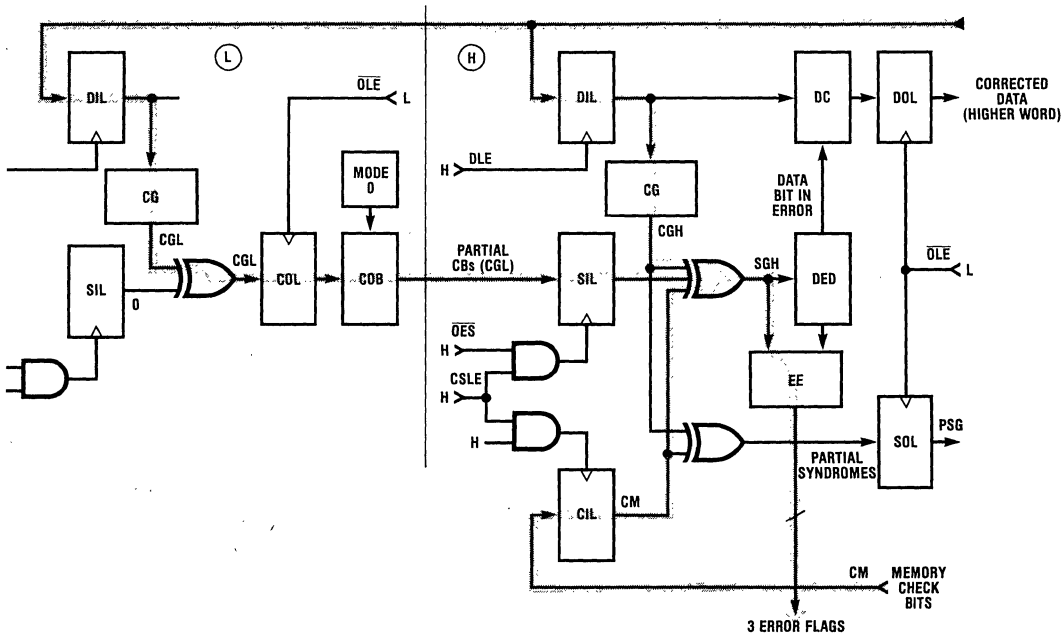 L
H
DIL
OLE
L
DIL
DC
DOL
CORRECTED
DATA
(HIGHER WORD)
MODE
0
H
DLE
CG
CG
DATA
BIT IN
ERROR
CGL
CGH
SIL
0
CGL
COL
COB
PARTIAL
CBs (CGL)
SIL
SGH
DED
OLE
L
OES
H
CSLE
H
H
EE
SOL
PSG
PARTIAL
SYNDROMES
CIL
CM
CM
MEMORY
CHECK
BITS
3 ERROR FLAGS